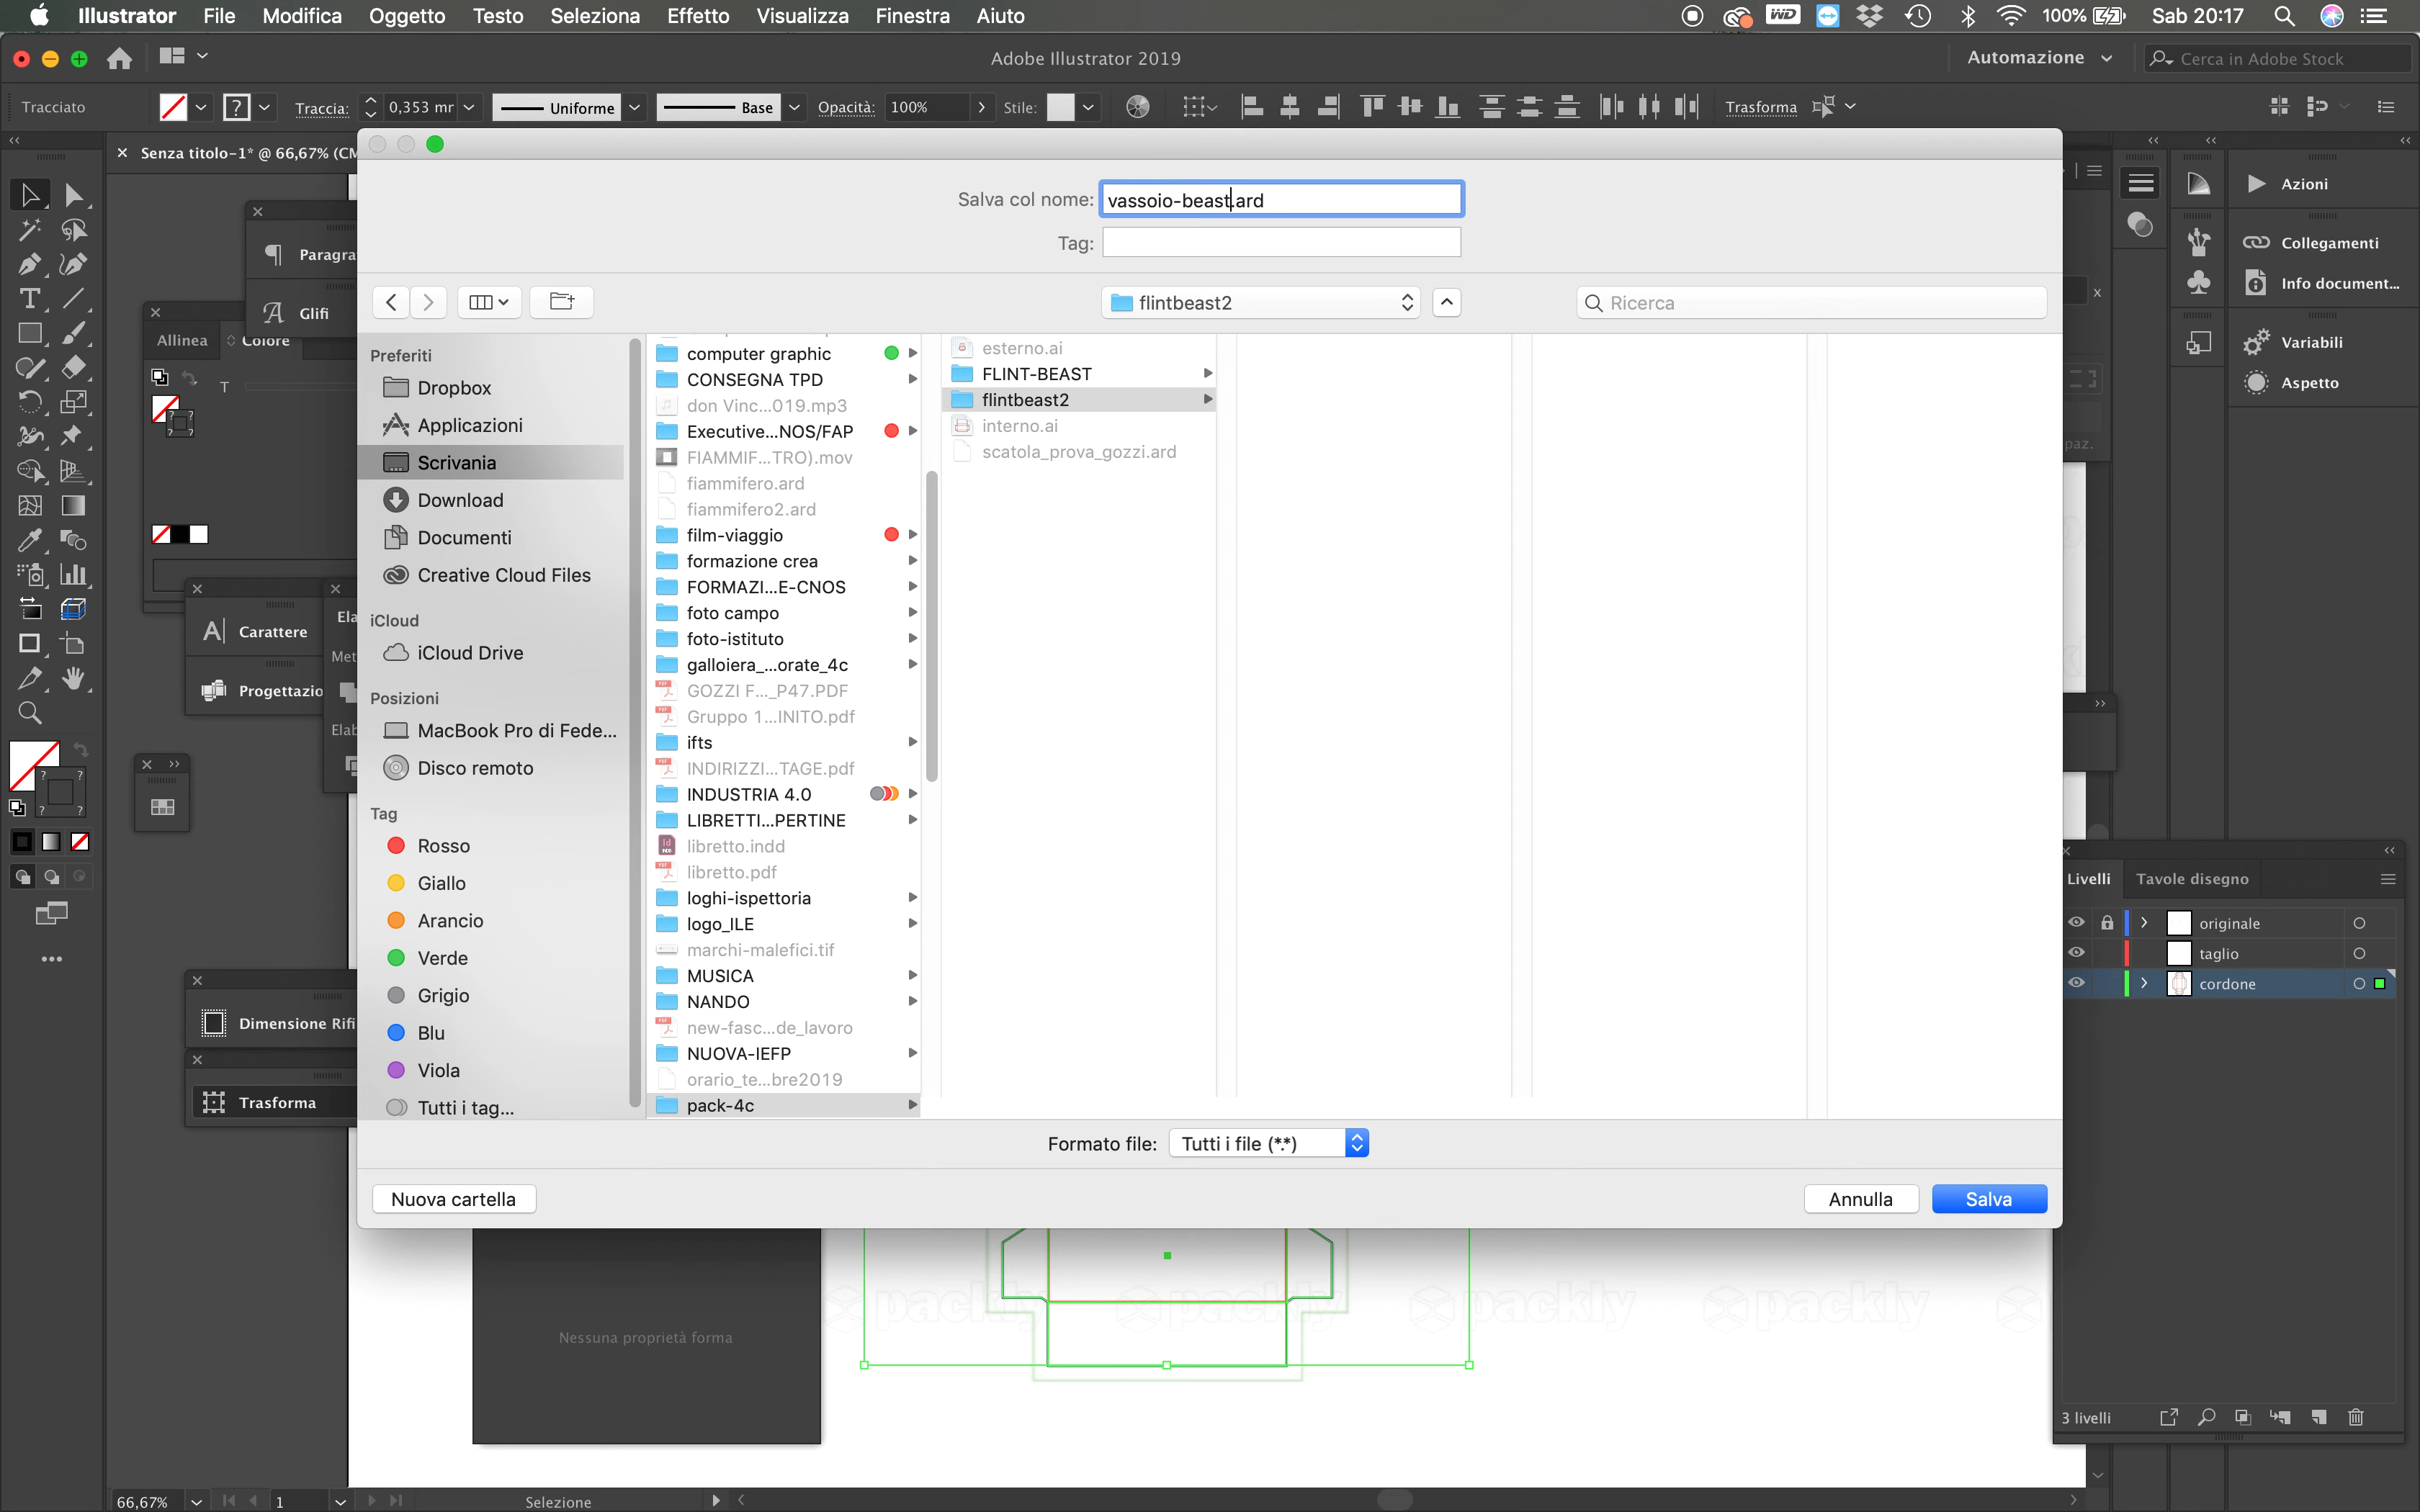 Illustrator File Modifica Oggetto Testo Seleziona Effetto Visualizza Finestra Aiuto
WD 100% Sab 20:17
Adobe Illustrator 2019
Automazione
Cerca in Adobe Stock
Tracciato
?
Traccia: 0,353 mr
Uniforme
Base
Opacità: 100%
Stile:
Trasforma
Senza titolo-1* @ 66,67% (CM
Salva col nome: vassoio-beast.ard
Tag:
flintbeast2
Ricerca
Paragra
Glifi
Allinea
Colore
T
Carattere
Progettazio
Ela
Met
Elab
Dimensione Rifi
Trasforma
Preferiti
Dropbox
Applicazioni
Scrivania
Download
Documenti
Creative Cloud Files
iCloud
iCloud Drive
Posizioni
MacBook Pro di Fede...
Disco remoto
Tag
Rosso
Giallo
Arancio
Verde
Grigio
Blu
Viola
Tutti i tag...
computer graphic
CONSEGNA TPD
don Vinc...019.mp3
Executive...NOS/FAP
FIAMMIF...TRO).mov
fiammifero.ard
fiammifero2.ard
film-viaggio
formazione crea
FORMAZI...E-CNOS
foto campo
foto-istituto
galloiera_...orate_4c
GOZZI F..._P47.PDF
Gruppo 1...INITO.pdf
ifts
INDIRIZZI...TAGE.pdf
INDUSTRIA 4.0
LIBRETTI...PERTINE
libretto.indd
libretto.pdf
loghi-ispettoria
logo_ILE
marchi-malefici.tif
MUSICA
NANDO
new-fasc...de_lavoro
NUOVA-IEFP
orario_te...bre2019
pack-4c
esterno.ai
FLINT-BEAST
flintbeast2
interno.ai
scatola_prova_gozzi.ard
Formato file: Tutti i file (*.*)
Nuova cartella
Annulla
Salva
Azioni
Collegamenti
Info document...
Variabili
Aspetto
paz.
Livelli
Tavole disegno
originale
taglio
cordone
3 livelli
Nessuna proprietà forma
packly packly packly packly
66,67%
1
Selezione